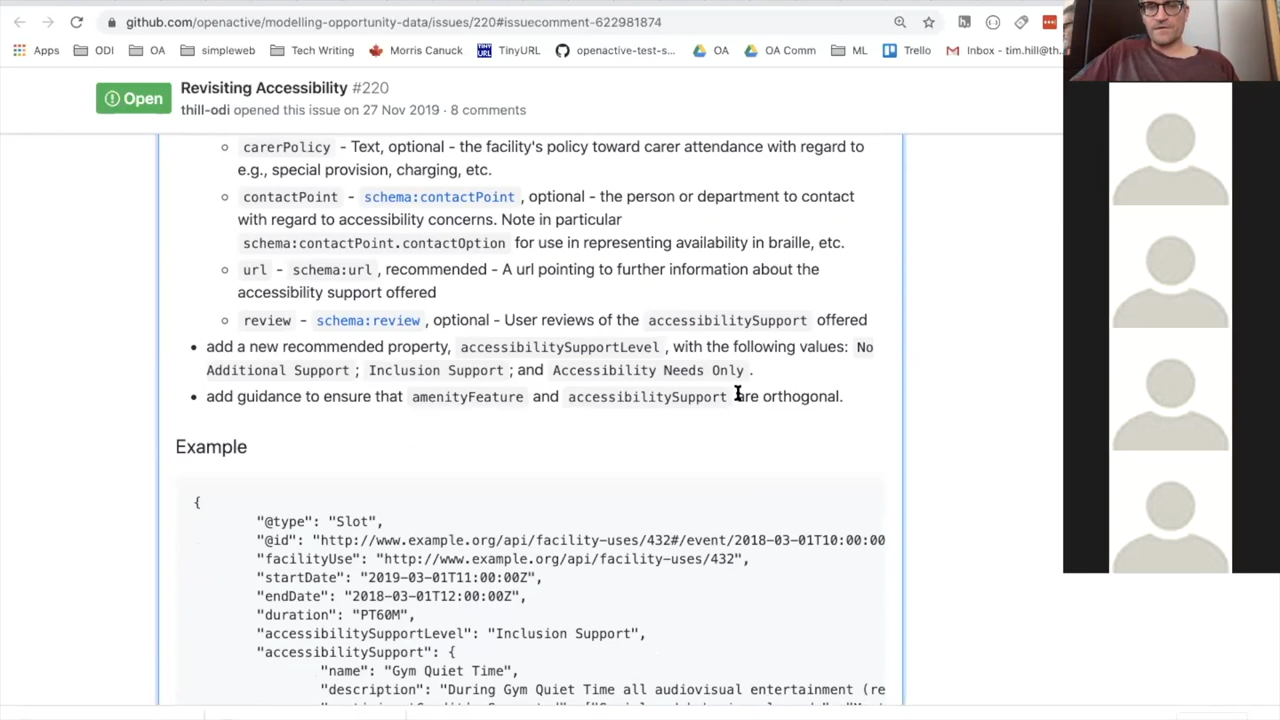 github.com/openactive/modelling-opportunity-data/issues/220#issuecomment-622981874
Apps ODI OA simpleweb Tech Writing Morris Canuck TinyURL openactive-test-s... OA OA Comm ML Trello Inbox - tim.hill@th...
Open
Revisiting Accessibility #220
thill-odi opened this issue on 27 Nov 2019 · 8 comments
carerPolicy - Text, optional - the facility's policy toward carer attendance with regard to
e.g., special provision, charging, etc.
contactPoint - schema:contactPoint , optional - the person or department to contact
with regard to accessibility concerns. Note in particular
schema:contactPoint.contactOption for use in representing availability in braille, etc.
url - schema:url , recommended - A url pointing to further information about the
accessibility support offered
review - schema:review , optional - User reviews of the accessibilitySupport offered
add a new recommended property, accessibilitySupportLevel , with the following values: No
Additional Support ; Inclusion Support ; and Accessibility Needs Only .
add guidance to ensure that amenityFeature and accessibilitySupport are orthogonal.
Example
{
"@type": "Slot",
"@id": "http://www.example.org/api/facility-uses/432#/event/2018-03-01T10:00:00
"facilityUse": "http://www.example.org/api/facility-uses/432",
"startDate": "2019-03-01T11:00:00Z",
"endDate": "2018-03-01T12:00:00Z",
"duration": "PT60M",
"accessibilitySupportLevel": "Inclusion Support",
"accessibilitySupport": {
"name": "Gym Quiet Time",
"description": "During Gym Quiet Time all audiovisual entertainment (re